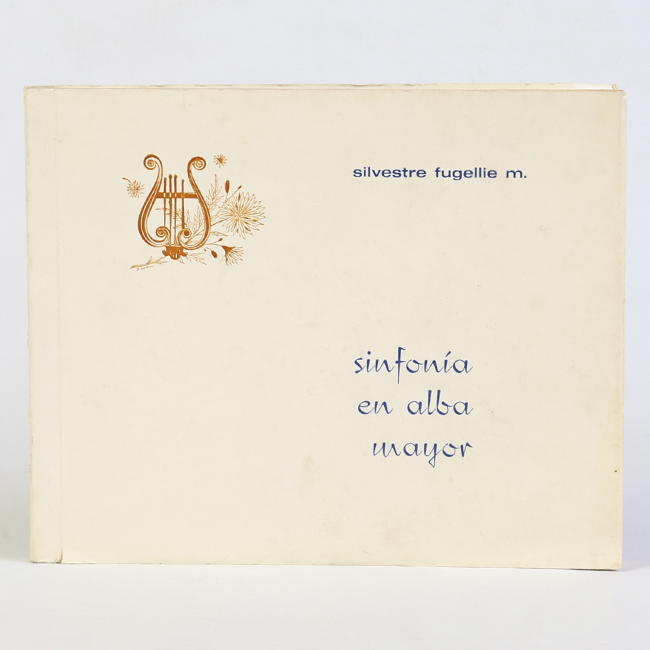 silvestre fugellie m.
sinfonía
en alba
mayor